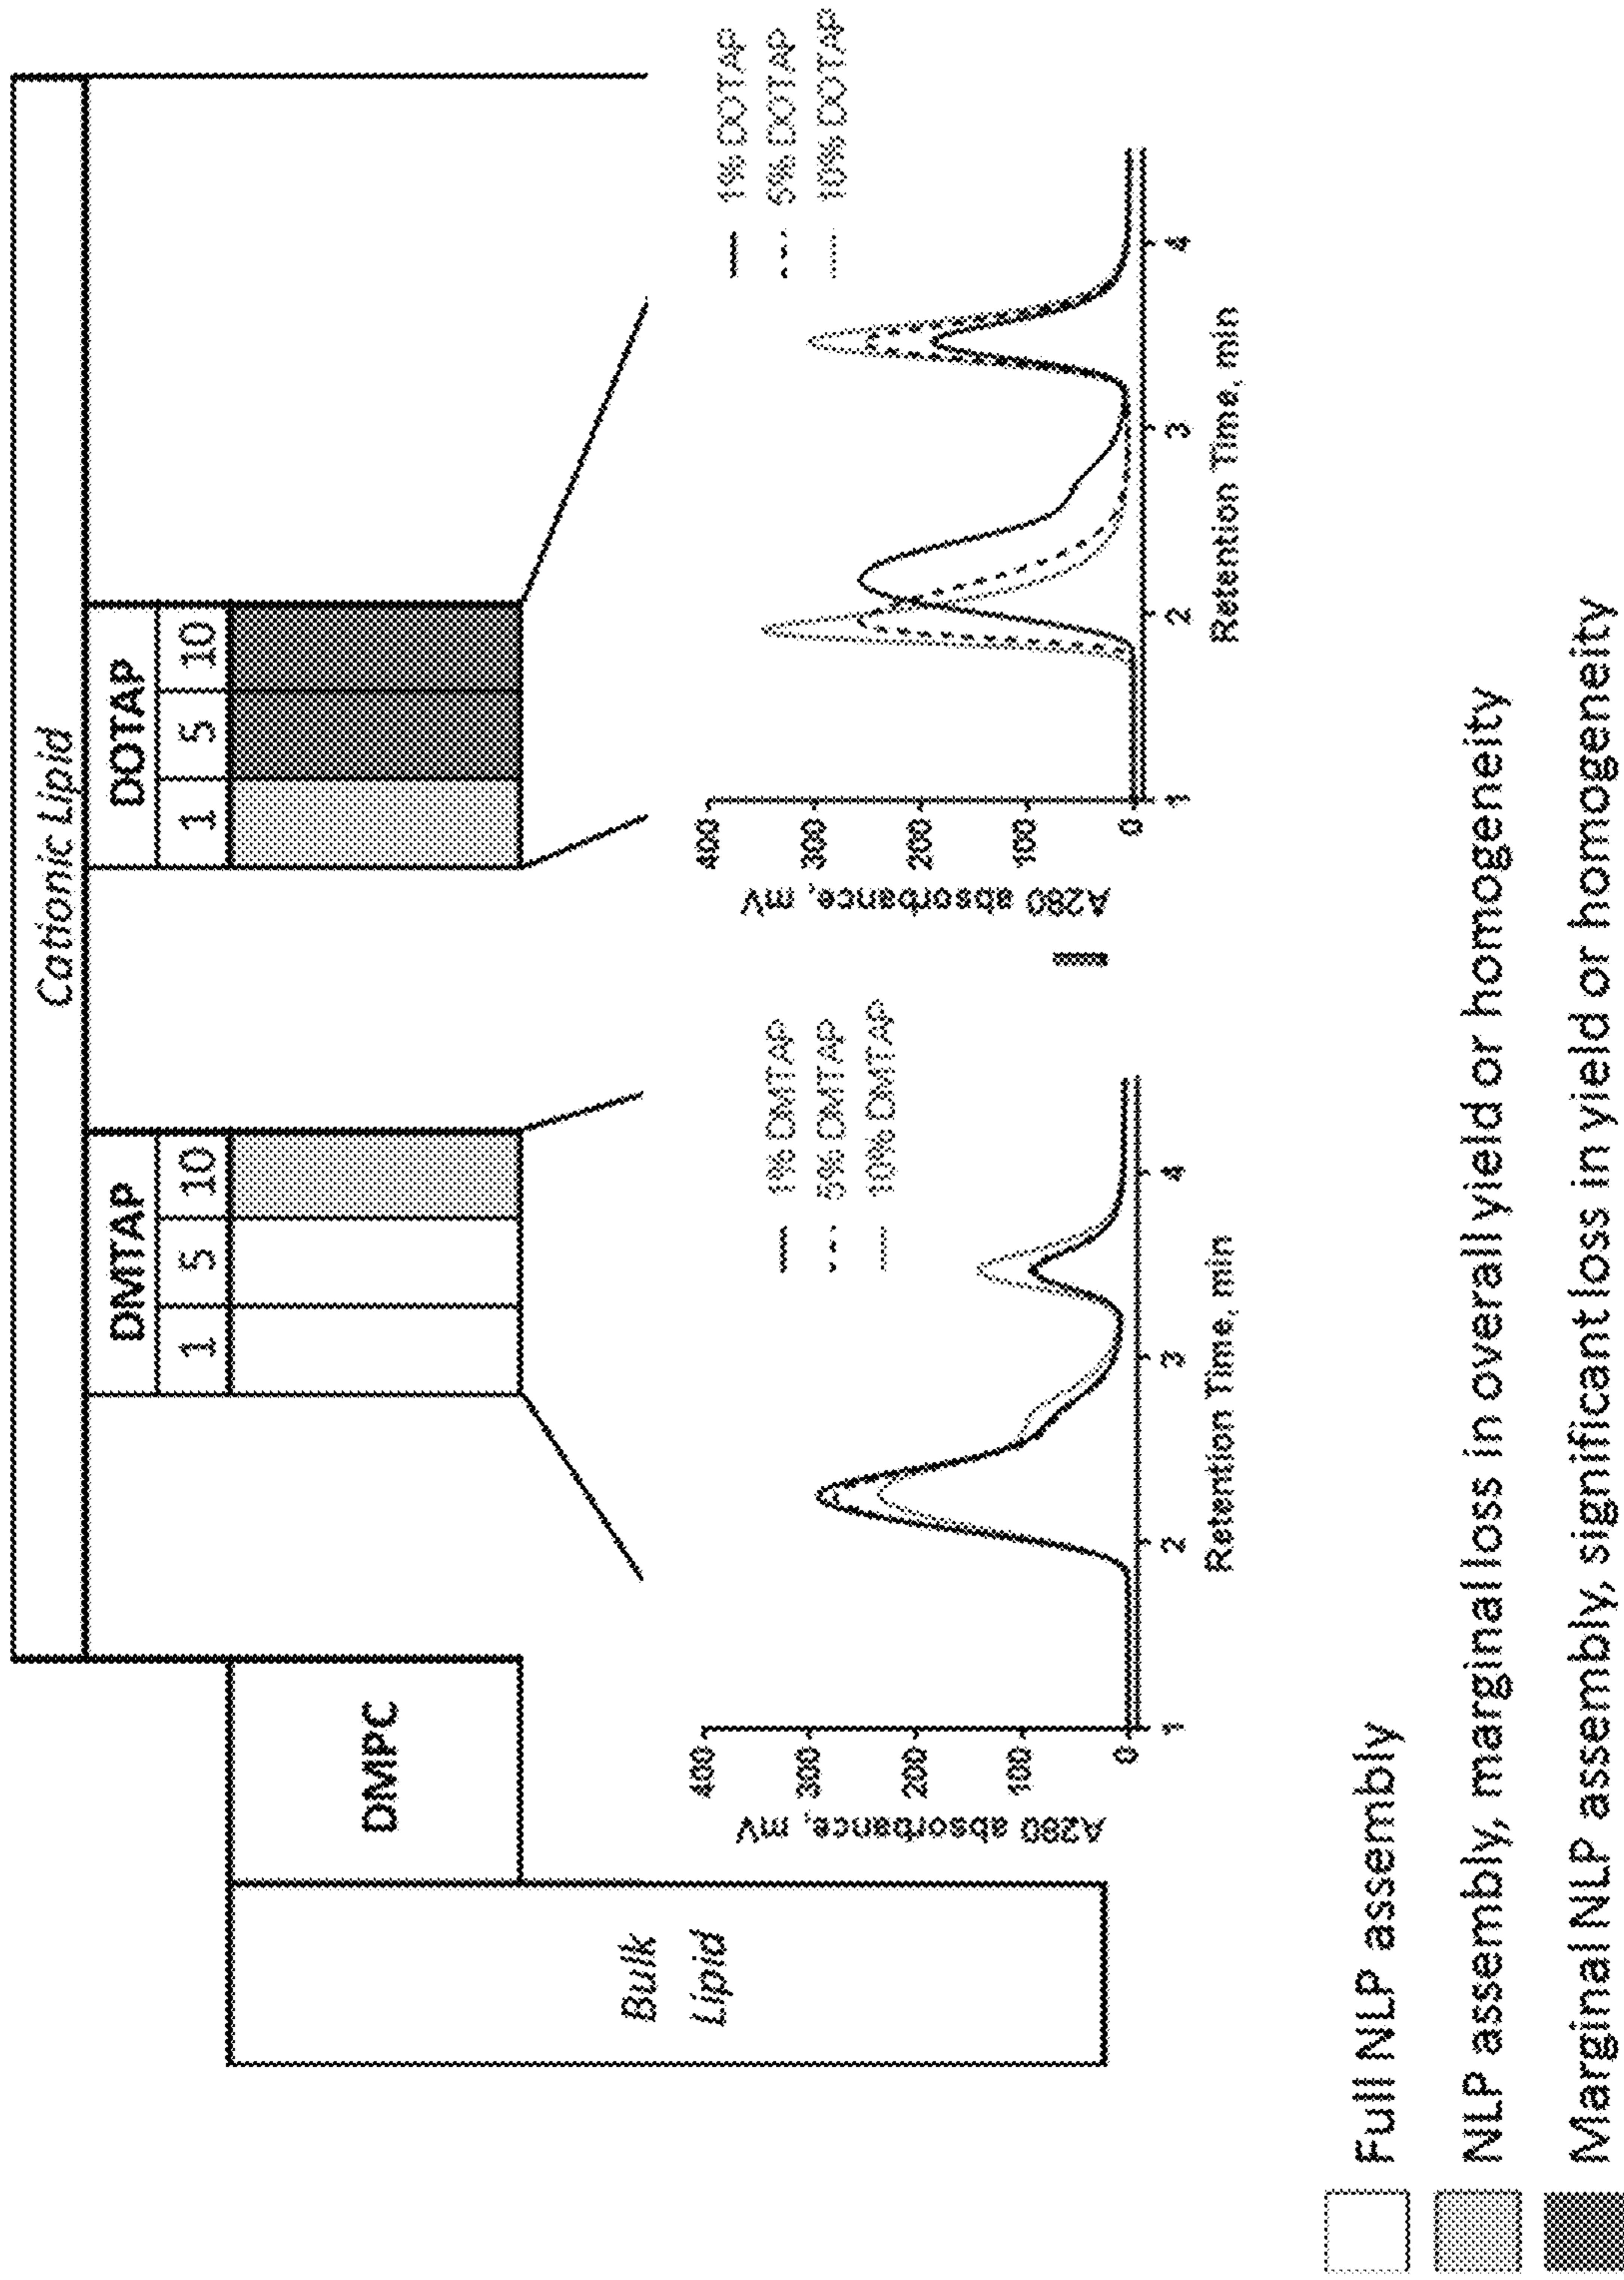 Cationic Lipid
DMTAP
DOTAP
1 5 10
1 5 10
Bulk
Lipid
DMPC
A280 absorbance, mV
400
300
200
100
0
1 2 3 4
Retention Time, min
1% DMTAP
5% DMTAP
10% DMTAP
A280 absorbance, mV
400
300
200
100
0
1 2 3 4
Retention Time, min
1% DOTAP
5% DOTAP
10% DOTAP
Full NLP assembly
NLP assembly, marginal loss in overall yield or homogeneity
Marginal NLP assembly, significant loss in yield or homogeneity